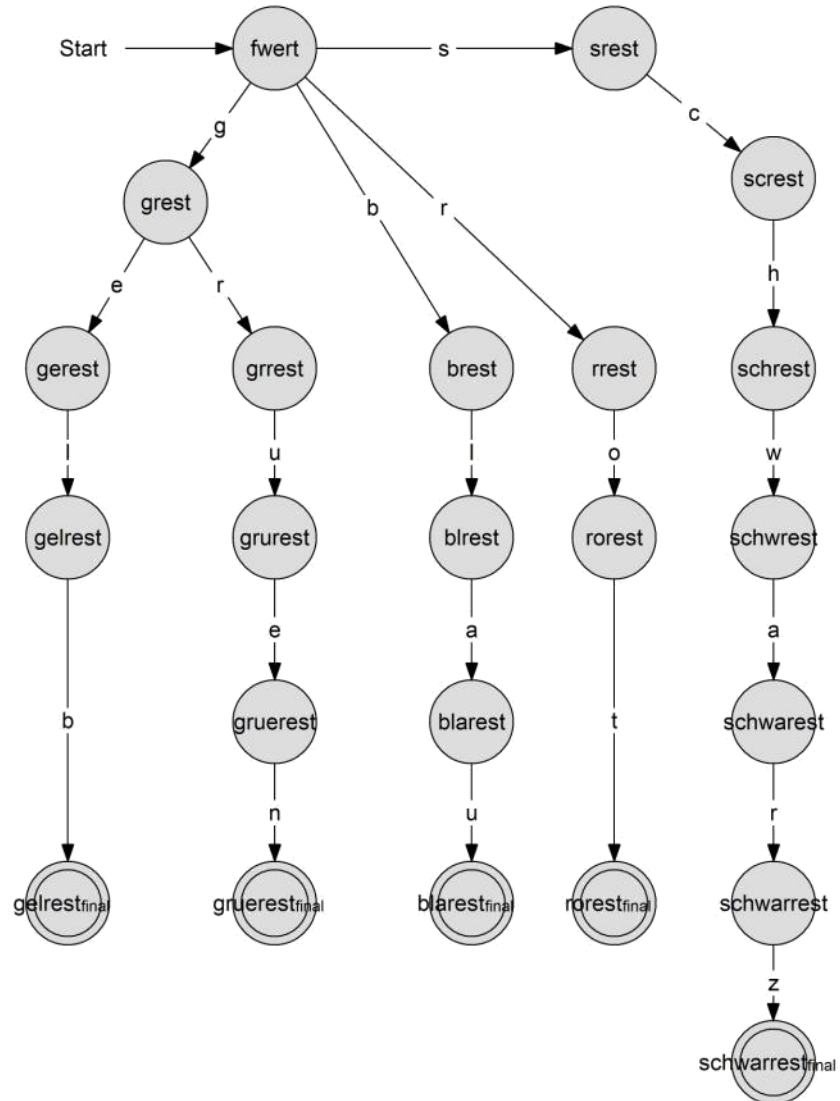 Start fwert s srest
g c
grest b r screst
e r h
gerest grrest brest rrest schrest
l u l o w
gelrest grurest blrest rorest schwrest
e a a
b gruerest blarest t schwarest
n u r
gelrestfinal gruerestfinal blarestfinal rorestfinal schwarrest
z
schwarrestfinal